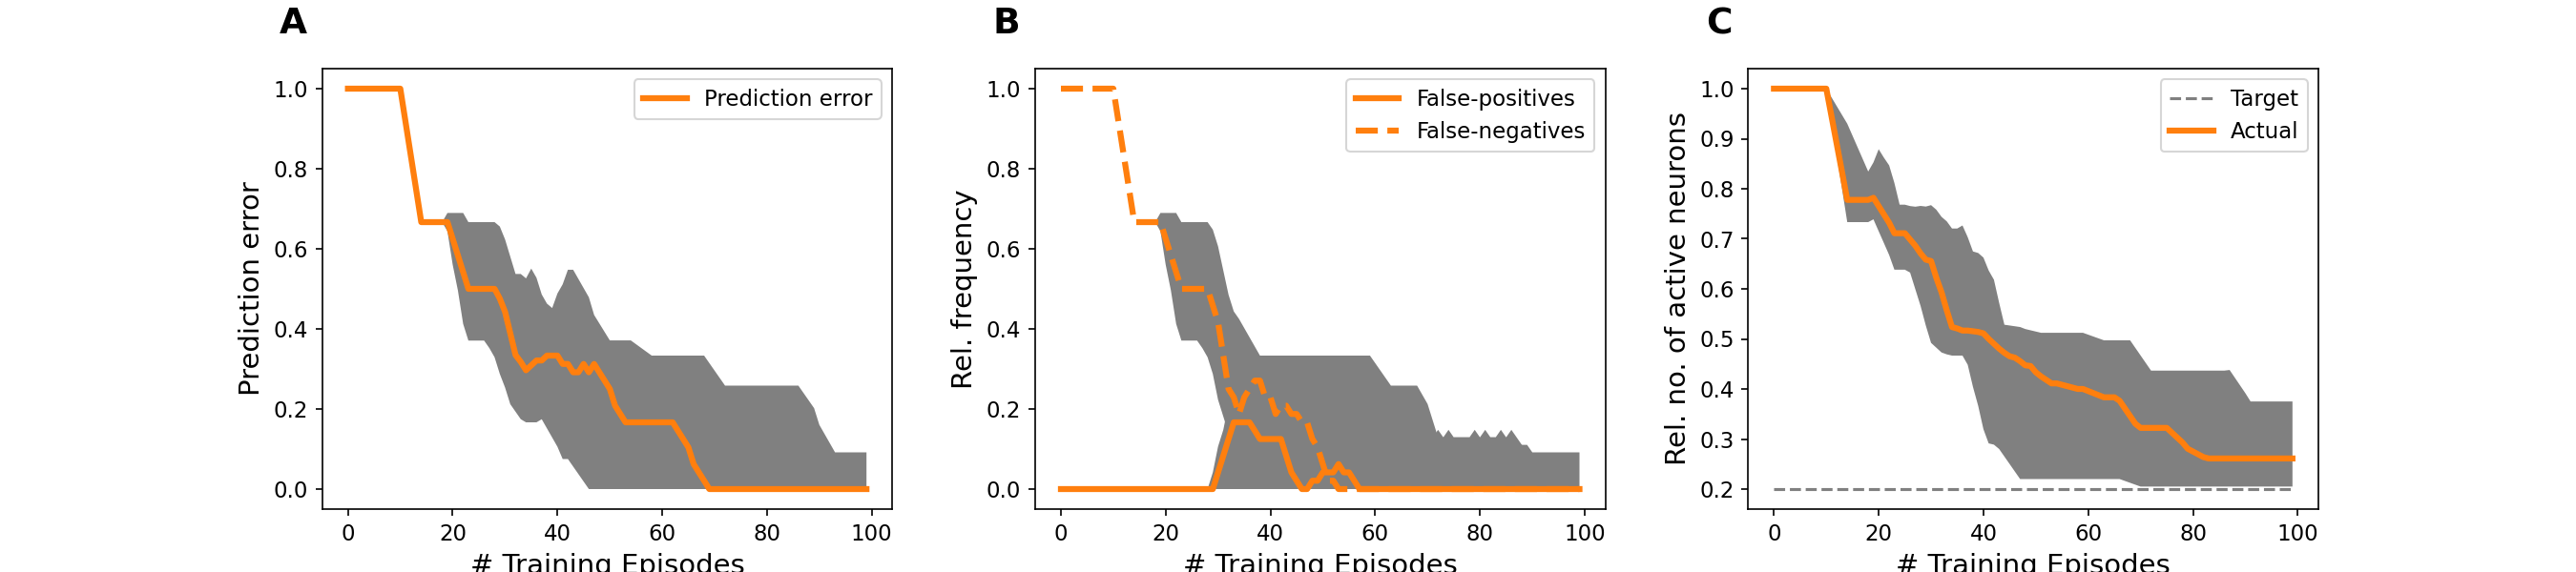 A
Prediction error
1.0
0.8
0.6
0.4
0.2
0.0
Prediction error
0 20 40 60 80 100
# Training Episodes
B
Rel. frequency
1.0
0.8
0.6
0.4
0.2
0.0
False-positives
False-negatives
0 20 40 60 80 100
# Training Episodes
C
Rel. no. of active neurons
1.0
0.9
0.8
0.7
0.6
0.5
0.4
0.3
0.2
Target
Actual
0 20 40 60 80 100
# Training Episodes